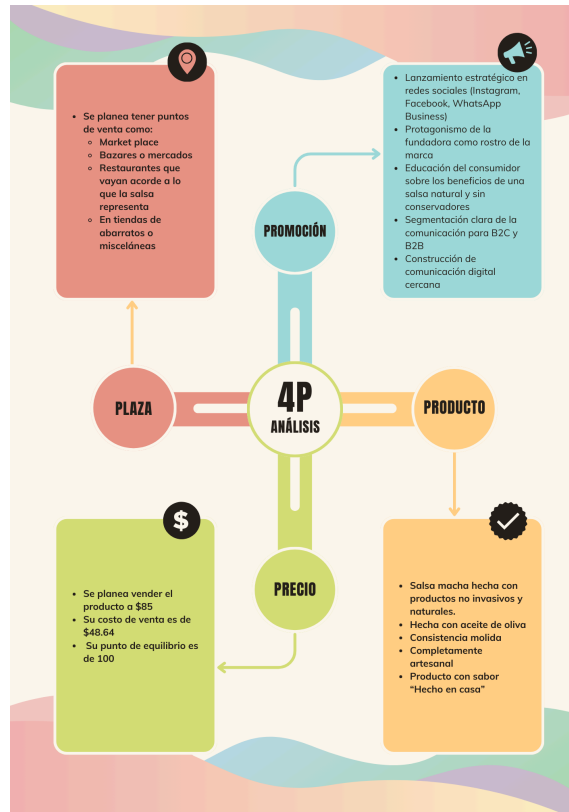 • Se planea tener puntos
de venta como:
○ Market place
○ Bazares o mercados
○ Restaurantes que
vayan acorde a lo
que la salsa
representa
○ En tiendas de
abarratos o
misceláneas
• Lanzamiento estratégico en
redes sociales (Instagram,
Facebook, WhatsApp
Business)
• Protagonismo de la
fundadora como rostro de la
marca
• Educación del consumidor
sobre los beneficios de una
salsa natural y sin
conservadores
• Segmentación clara de la
comunicación para B2C y
B2B
• Construcción de
comunicación digital
cercana
PROMOCIÓN
PLAZA
4P
ANÁLISIS
PRODUCTO
PRECIO
$
• Se planea vender el
producto a $85
• Su costo de venta es de
$48.64
• Su punto de equilibrio es
de 100
• Salsa macha hecha con
productos no invasivos y
naturales.
• Hecha con aceite de oliva
• Consistencia molida
• Completamente
artesanal
• Producto con sabor
“Hecho en casa”